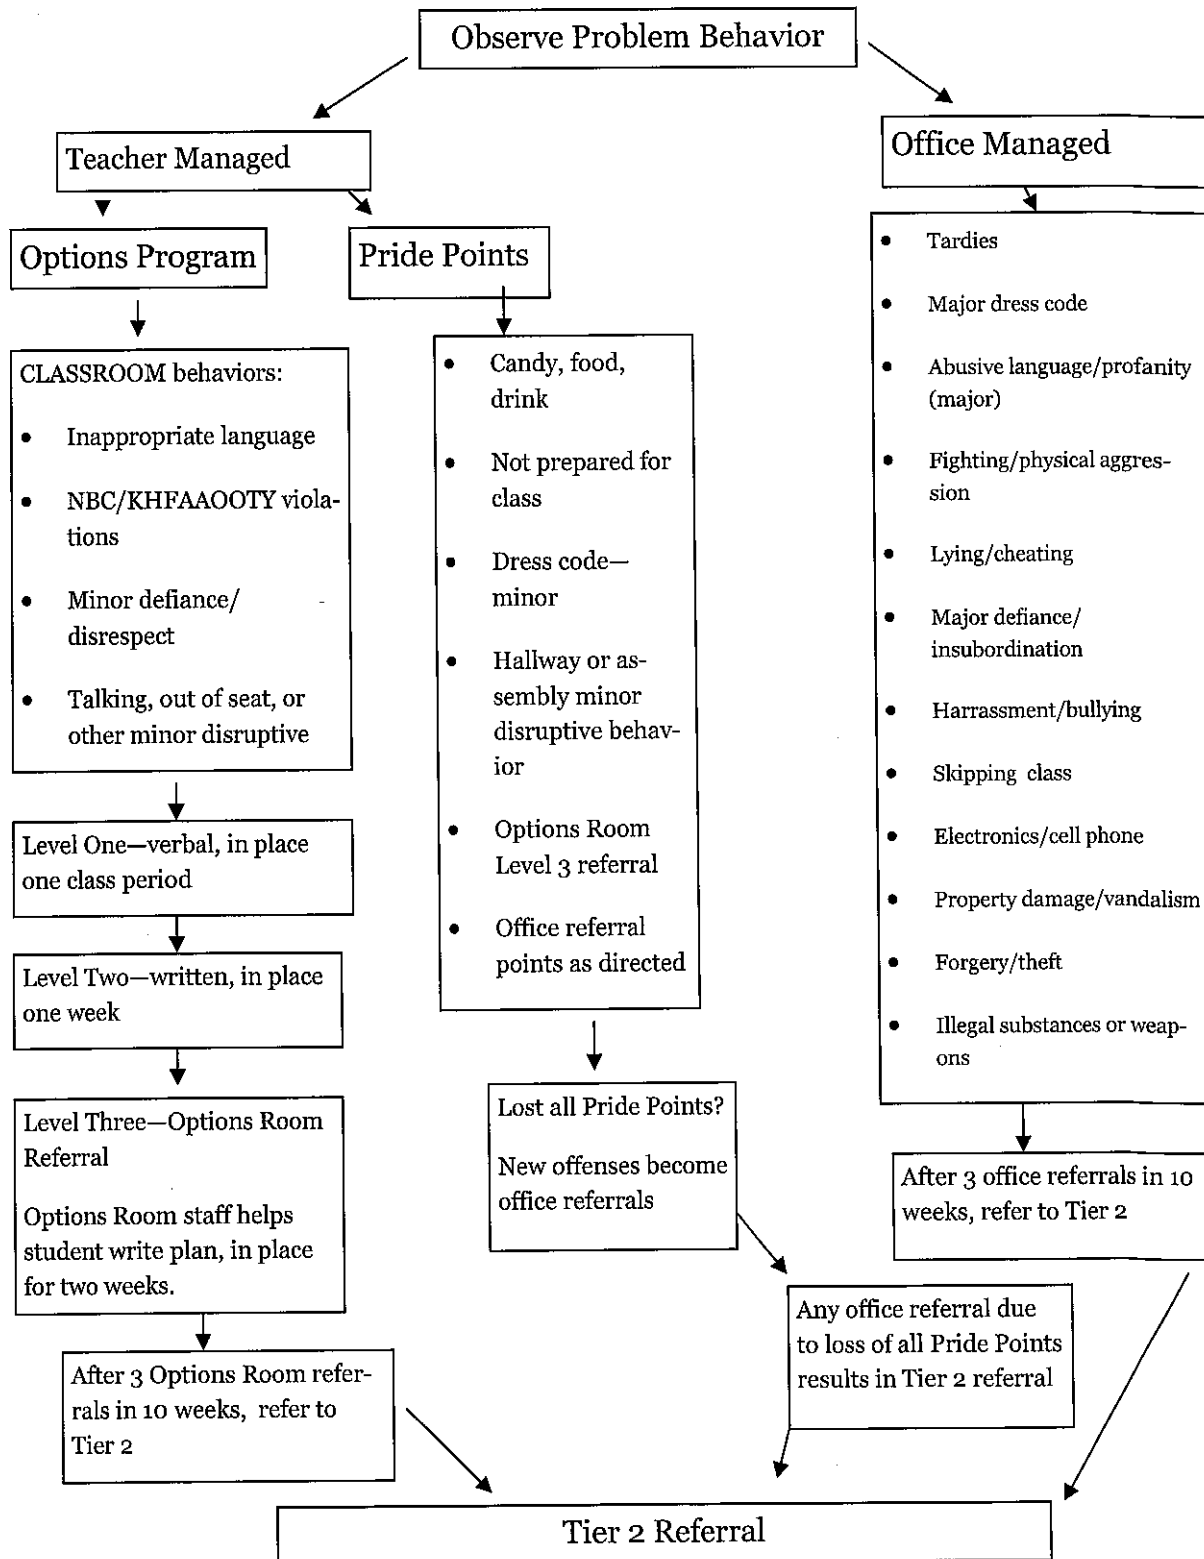 Observe Problem Behavior
Teacher Managed
Office Managed
Options Program
Pride Points
CLASSROOM behaviors:
• Inappropriate language
• NBC/KHFAAOOTY viola-
tions
• Minor defiance/
disrespect
• Talking, out of seat, or
other minor disruptive
Level One—verbal, in place
one class period
Level Two—written, in place
one week
Level Three—Options Room
Referral
Options Room staff helps
student write plan, in place
for two weeks.
After 3 Options Room refer-
rals in 10 weeks, refer to
Tier 2
• Candy, food,
drink
• Not prepared for
class
• Dress code—
minor
• Hallway or as-
sembly minor
disruptive behav-
ior
• Options Room
Level 3 referral
• Office referral
points as directed
Lost all Pride Points?
New offenses become
office referrals
Any office referral due
to loss of all Pride Points
results in Tier 2 referral
• Tardies
• Major dress code
• Abusive language/profanity
(major)
• Fighting/physical aggres-
sion
• Lying/cheating
• Major defiance/
insubordination
• Harrassment/bullying
• Skipping class
• Electronics/cell phone
• Property damage/vandalism
• Forgery/theft
• Illegal substances or weap-
ons
After 3 office referrals in 10
weeks, refer to Tier 2
Tier 2 Referral